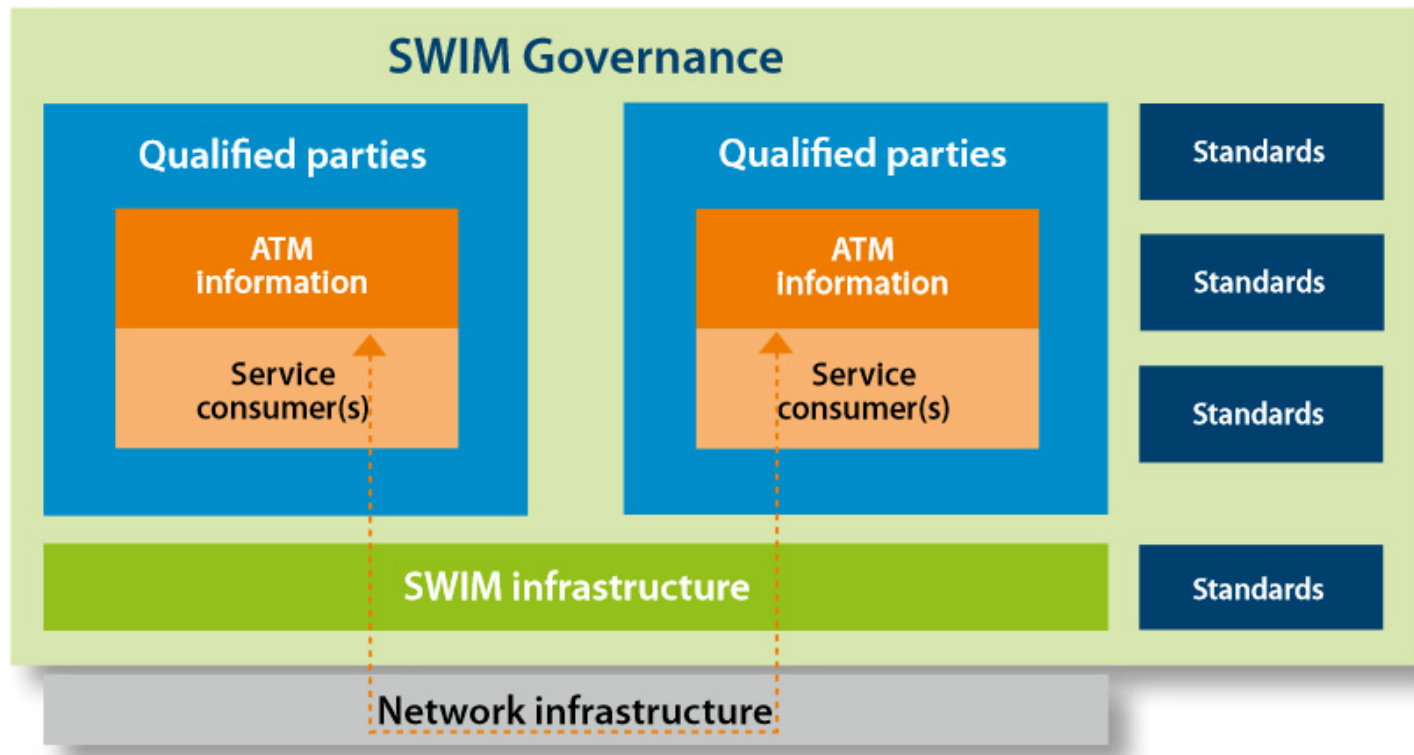 SWIM Governance
Qualified parties
ATM
information
Service
consumer(s)
Qualified parties
ATM
information
Service
consumer(s)
Standards
Standards
Standards
SWIM infrastructure
Standards
Network infrastructure